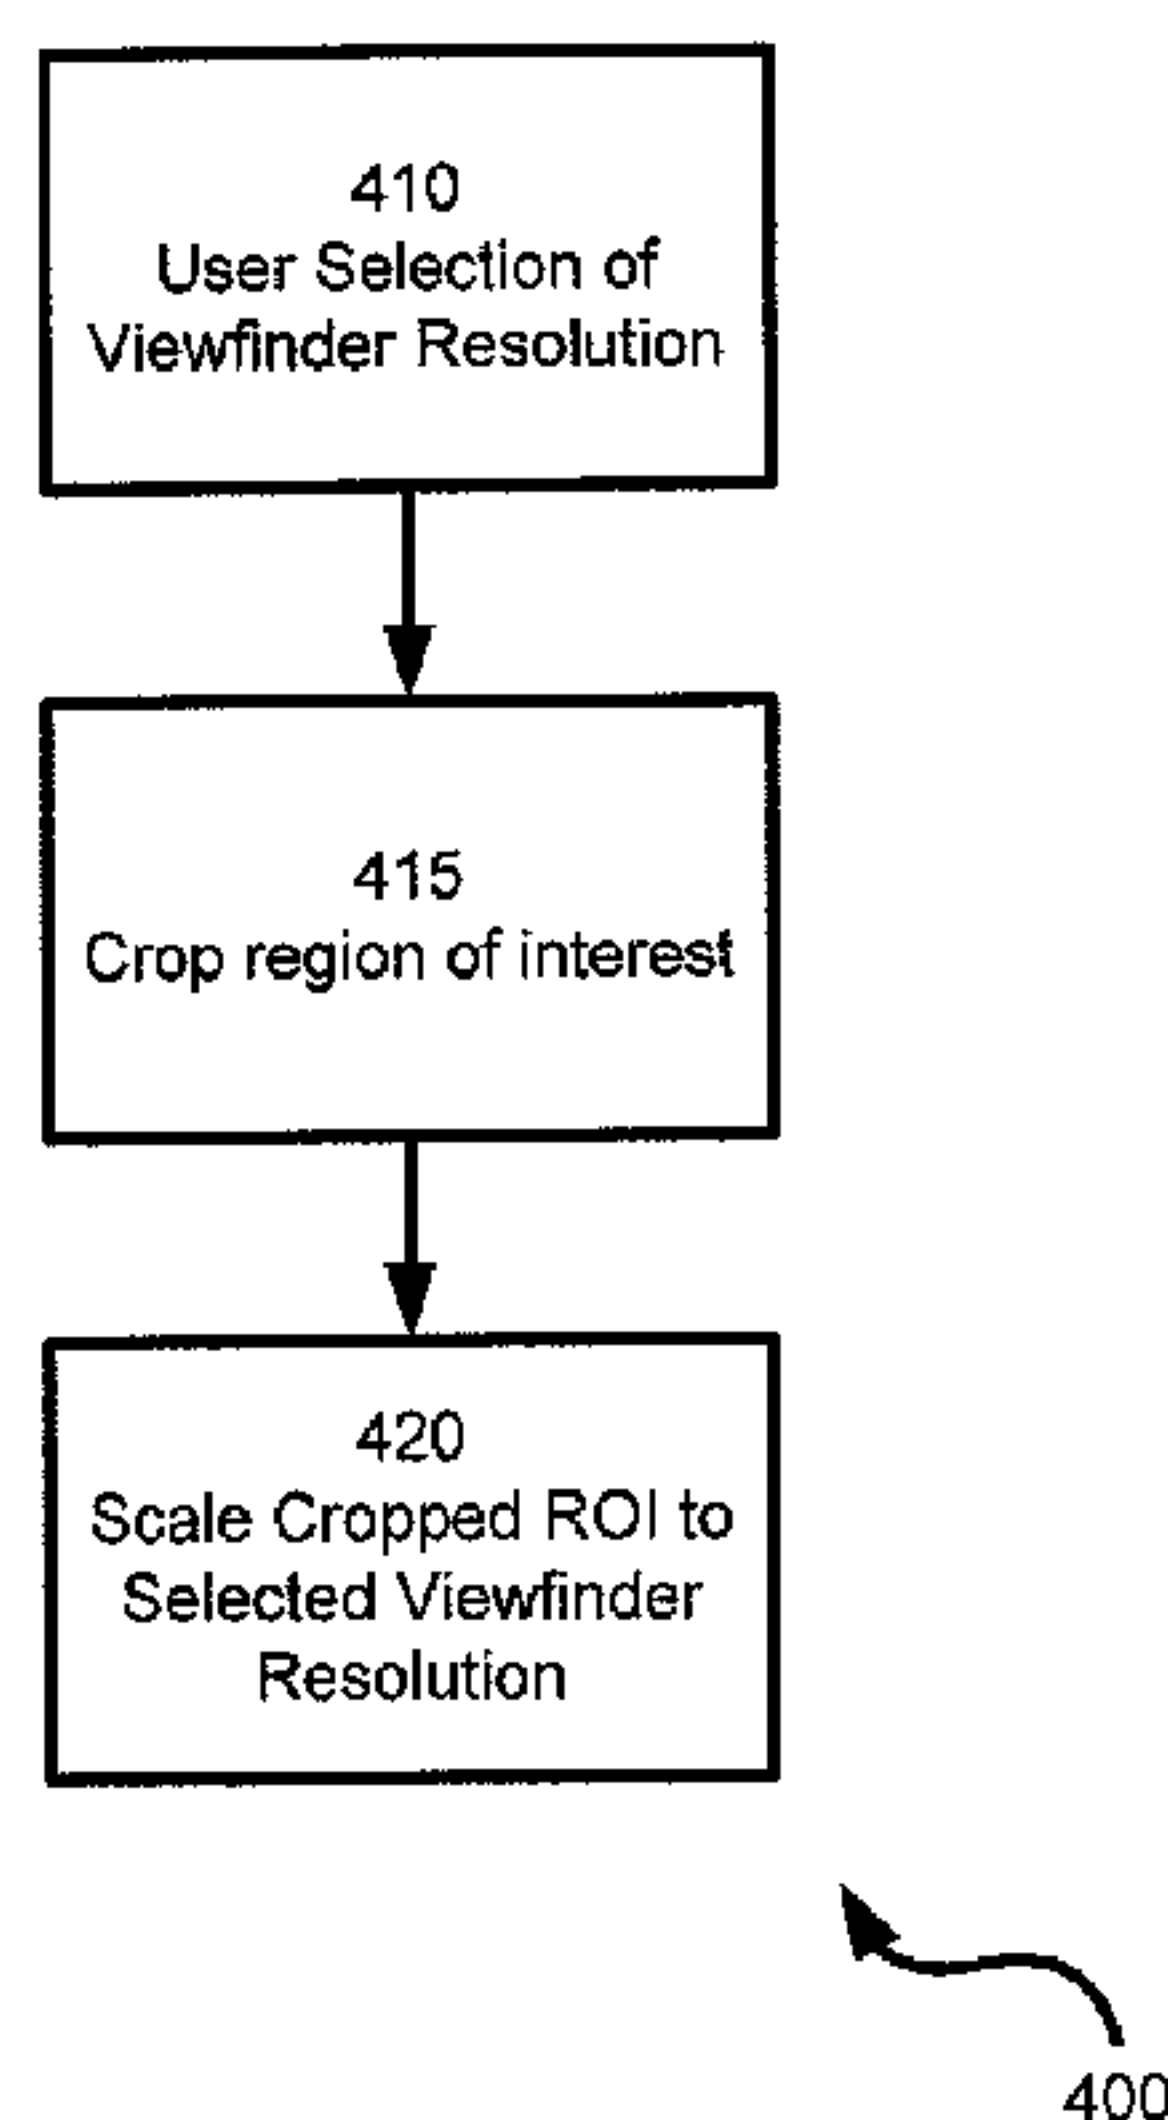 410
User Selection of
Viewfinder Resolution
415
Crop region of interest
420
Scale Cropped ROI to
Selected Viewfinder
Resolution
400